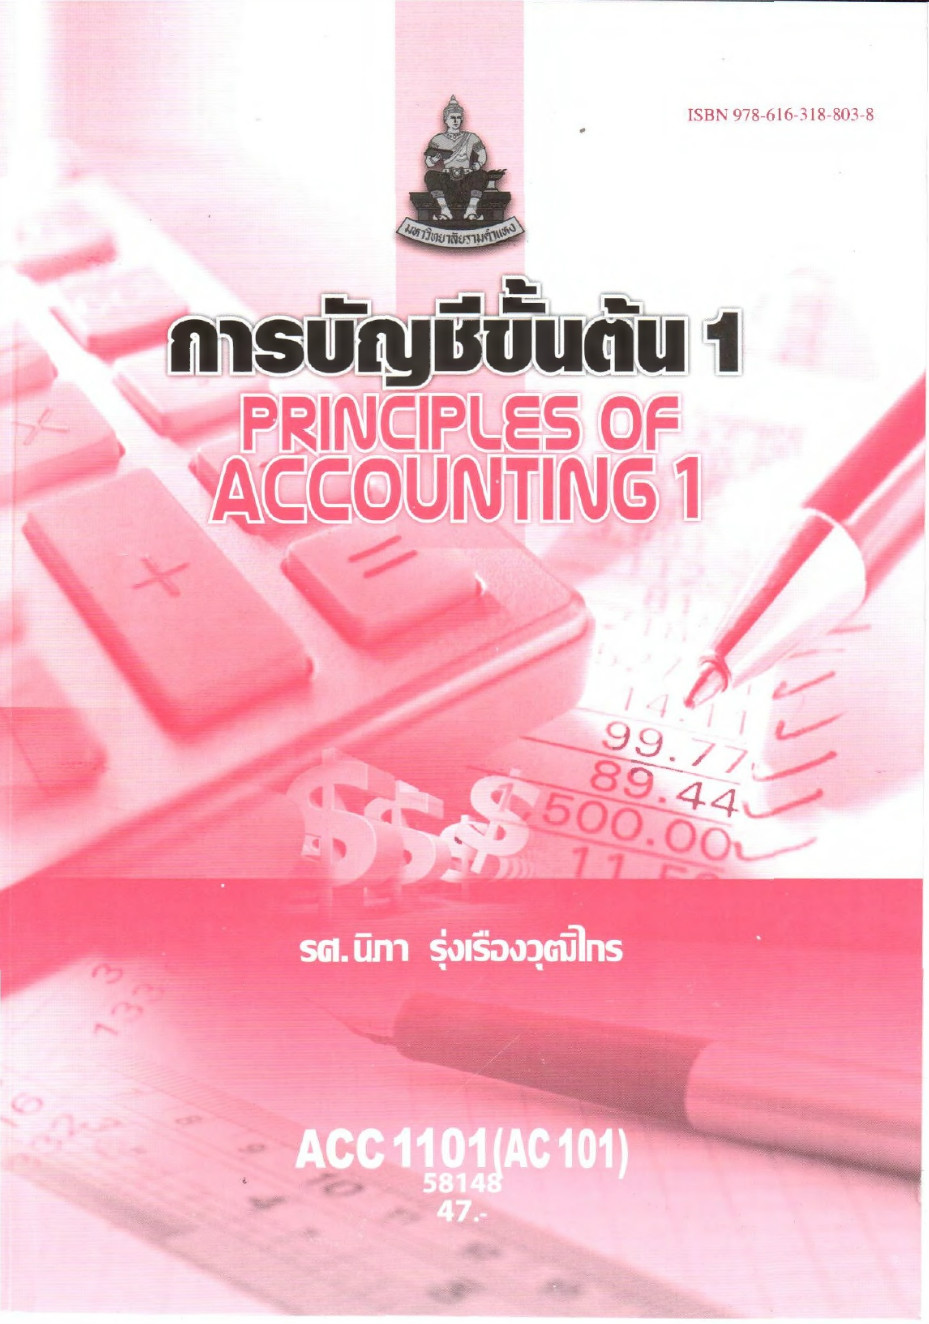 ISBN 978-616-318-803-8
มหาวิทยาลัยรามคำแหง
การบัญชีขั้นต้น 1
PRINCIPLES OF
ACCOUNTING 1
14.11
99.77
89.44
500.00
รศ.นิภา รุ่งเรืองวุฒิไกร
ACC 1101(AC 101)
58148
47.-